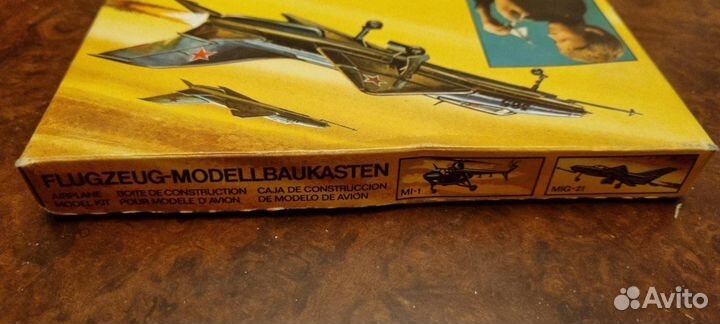 FLUGZEUG-MODELLBAUKASTEN
AIRPLANE BOITE DE CONSTRUCTION CAJA DE CONSTRUCCION
MODEL KIT POUR MODELE D'AVION DE MODELO DE AVION
MI-1
MIG-21
Avito